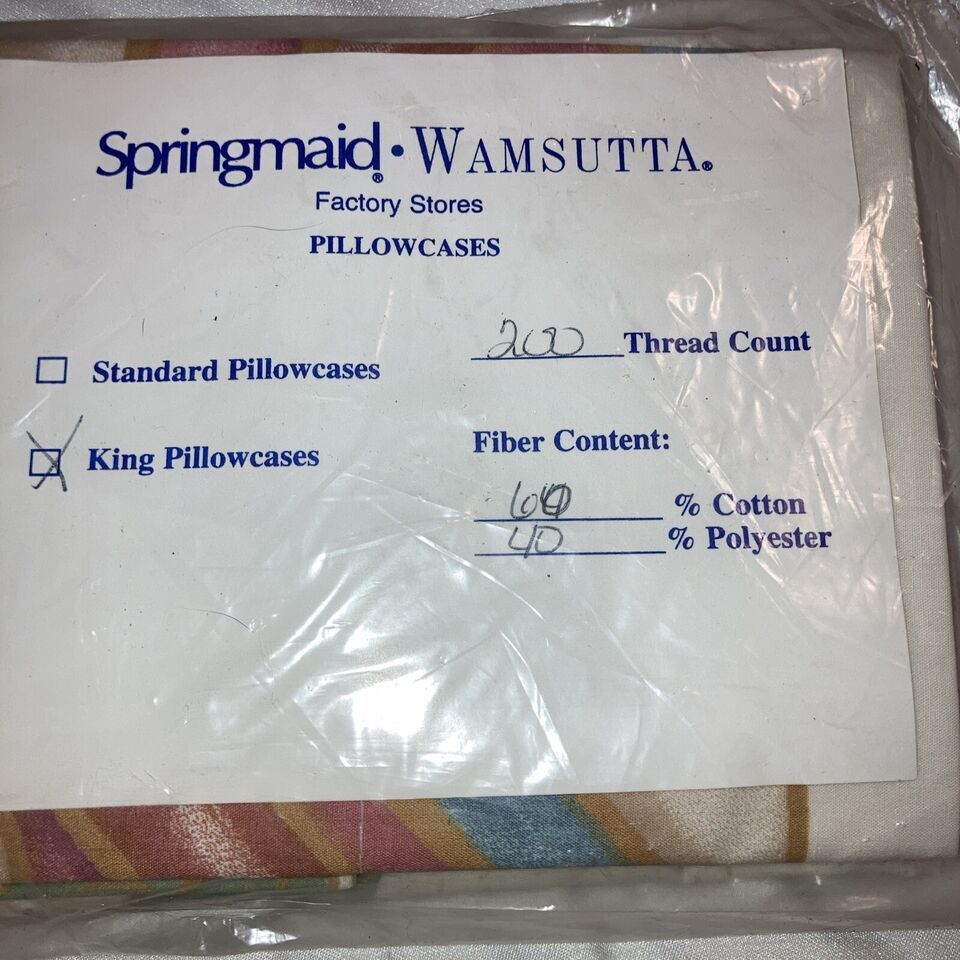 Springmaid® • WAMSUTTA®
Factory Stores
PILLOWCASES
200 Thread Count
☐ Standard Pillowcases
☒ King Pillowcases
Fiber Content:
60 % Cotton
40 % Polyester